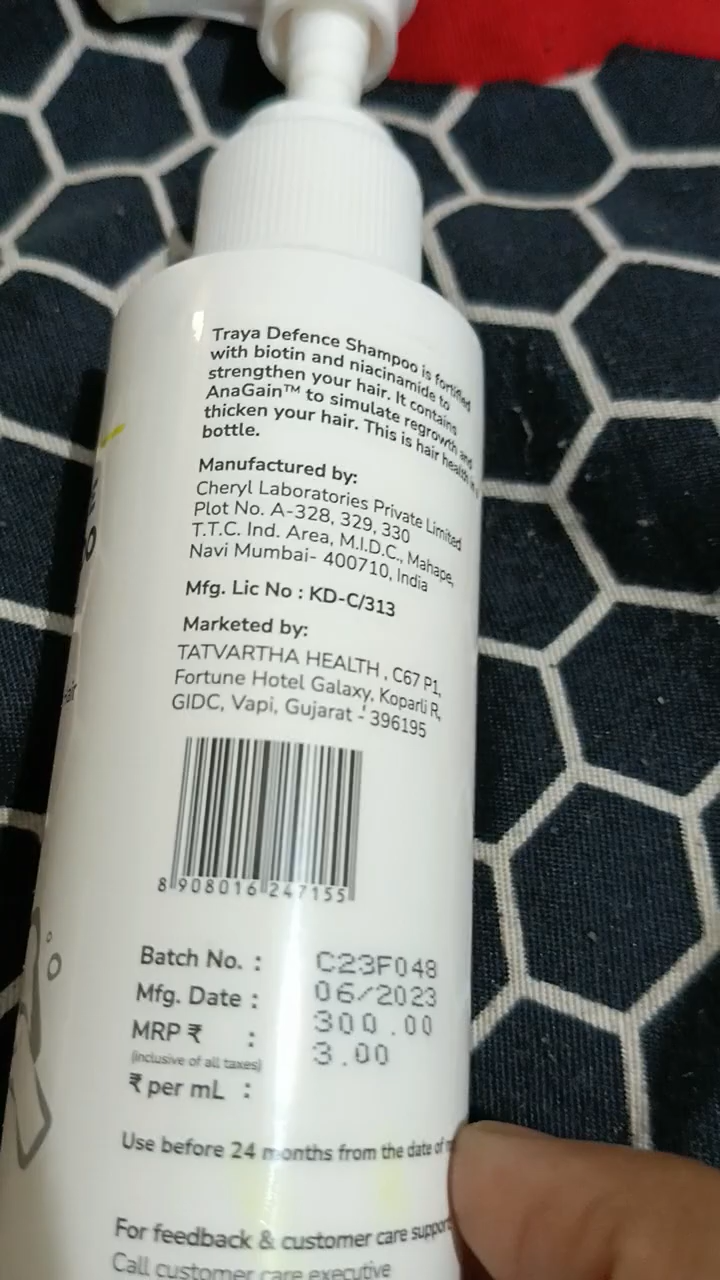 Traya Defence Shampoo is fortified
with biotin and niacinamide to
strengthen your hair. It contains
AnaGain™ to simulate regrowth and
thicken your hair. This is hair health
bottle.
Manufactured by:
Cheryl Laboratories Private Limited
Plot No. A-328, 329, 330
T.T.C. Ind. Area, M.I.D.C., Mahape,
Navi Mumbai- 400710, India
Mfg. Lic No : KD-C/313
Marketed by:
TATVARTHA HEALTH , C67 P1,
Fortune Hotel Galaxy, Koparli R,
GIDC, Vapi, Gujarat - 396195
8 908016 247155
Batch No. : C23F048
Mfg. Date : 06/2023
MRP ₹ : 300.00
(inclusive of all taxes) 3.00
₹ per mL :
Use before 24 months from the date of
For feedback & customer care support
Call customer care executive